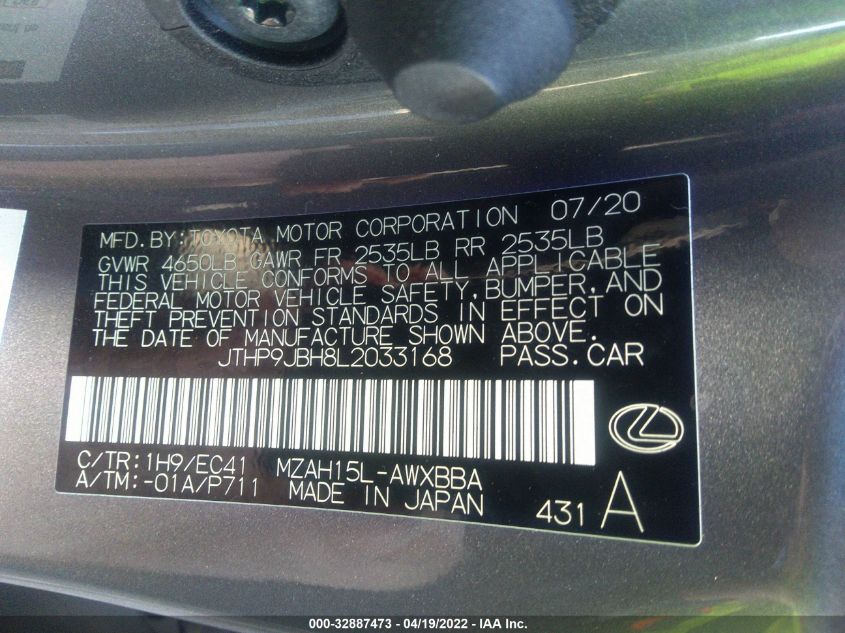 MFD.BY:TOYOTA MOTOR CORPORATION 07/20
GVWR 4650LB GAWR FR 2535LB RR 2535LB
THIS VEHICLE CONFORMS TO ALL APPLICABLE
FEDERAL MOTOR VEHICLE SAFETY,BUMPER,AND
THEFT PREVENTION STANDARDS IN EFFECT ON
THE DATE OF MANUFACTURE SHOWN ABOVE.
JTHP9JBH8L2033168 PASS.CAR
C/TR:1H9/EC41 MZAH15L-AWXBBA
A/TM:-01A/P711 MADE IN JAPAN
431 A
000-32887473 - 04/19/2022 - IAA Inc.